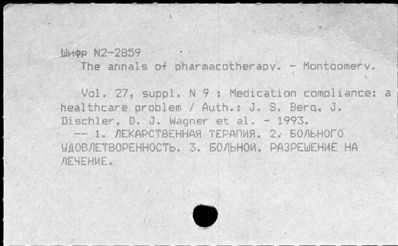 Шифр N2-2859
The annals of pharmacotherapy. - Montgomery.
Vol. 27, suppl. N 9 : Medication compliance: a
healthcare problem / Auth.: J. S. Berg, J.
Dischler, D. J. Wagner et al. - 1993.
-- 1. ЛЕКАРСТВЕННАЯ ТЕРАПИЯ. 2. БОЛЬНОГО
УДОВЛЕТВОРЕННОСТЬ. 3. БОЛЬНОЙ, РАЗРЕШЕНИЕ НА
ЛЕЧЕНИЕ.